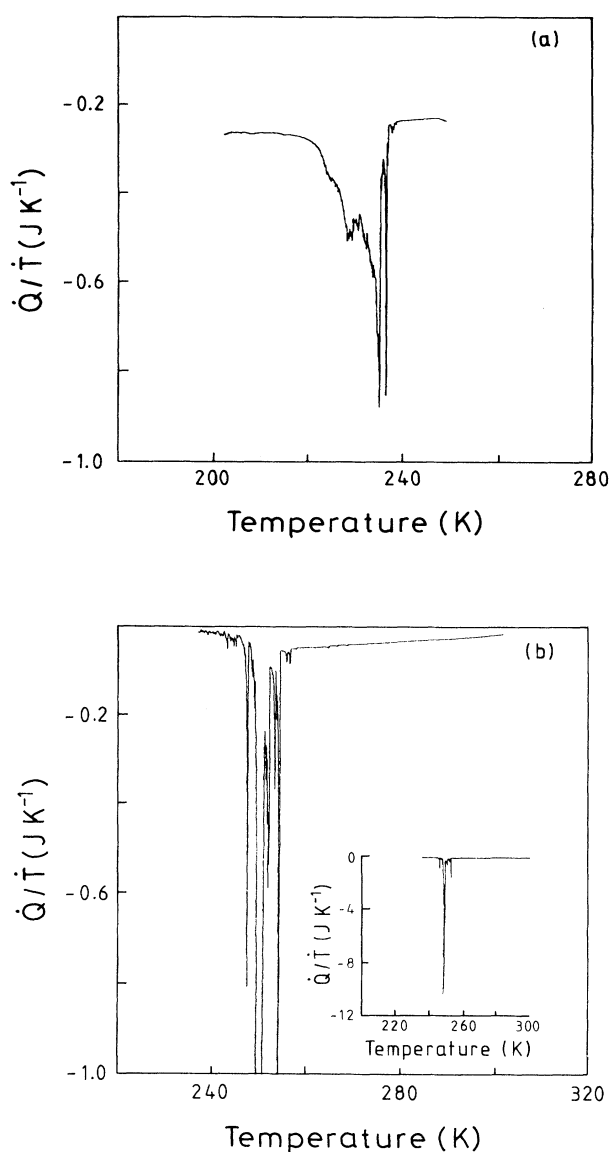 (a)
-0.2
-0.6
-1.0
Q̇/Ṫ (J K⁻¹)
200 240 280
Temperature (K)
(b)
-0.2
-0.6
-1.0
Q̇/Ṫ (J K⁻¹)
0
-4
-8
-12
Q̇/Ṫ (J K⁻¹)
220 260 300
Temperature (K)
240 280 320
Temperature (K)